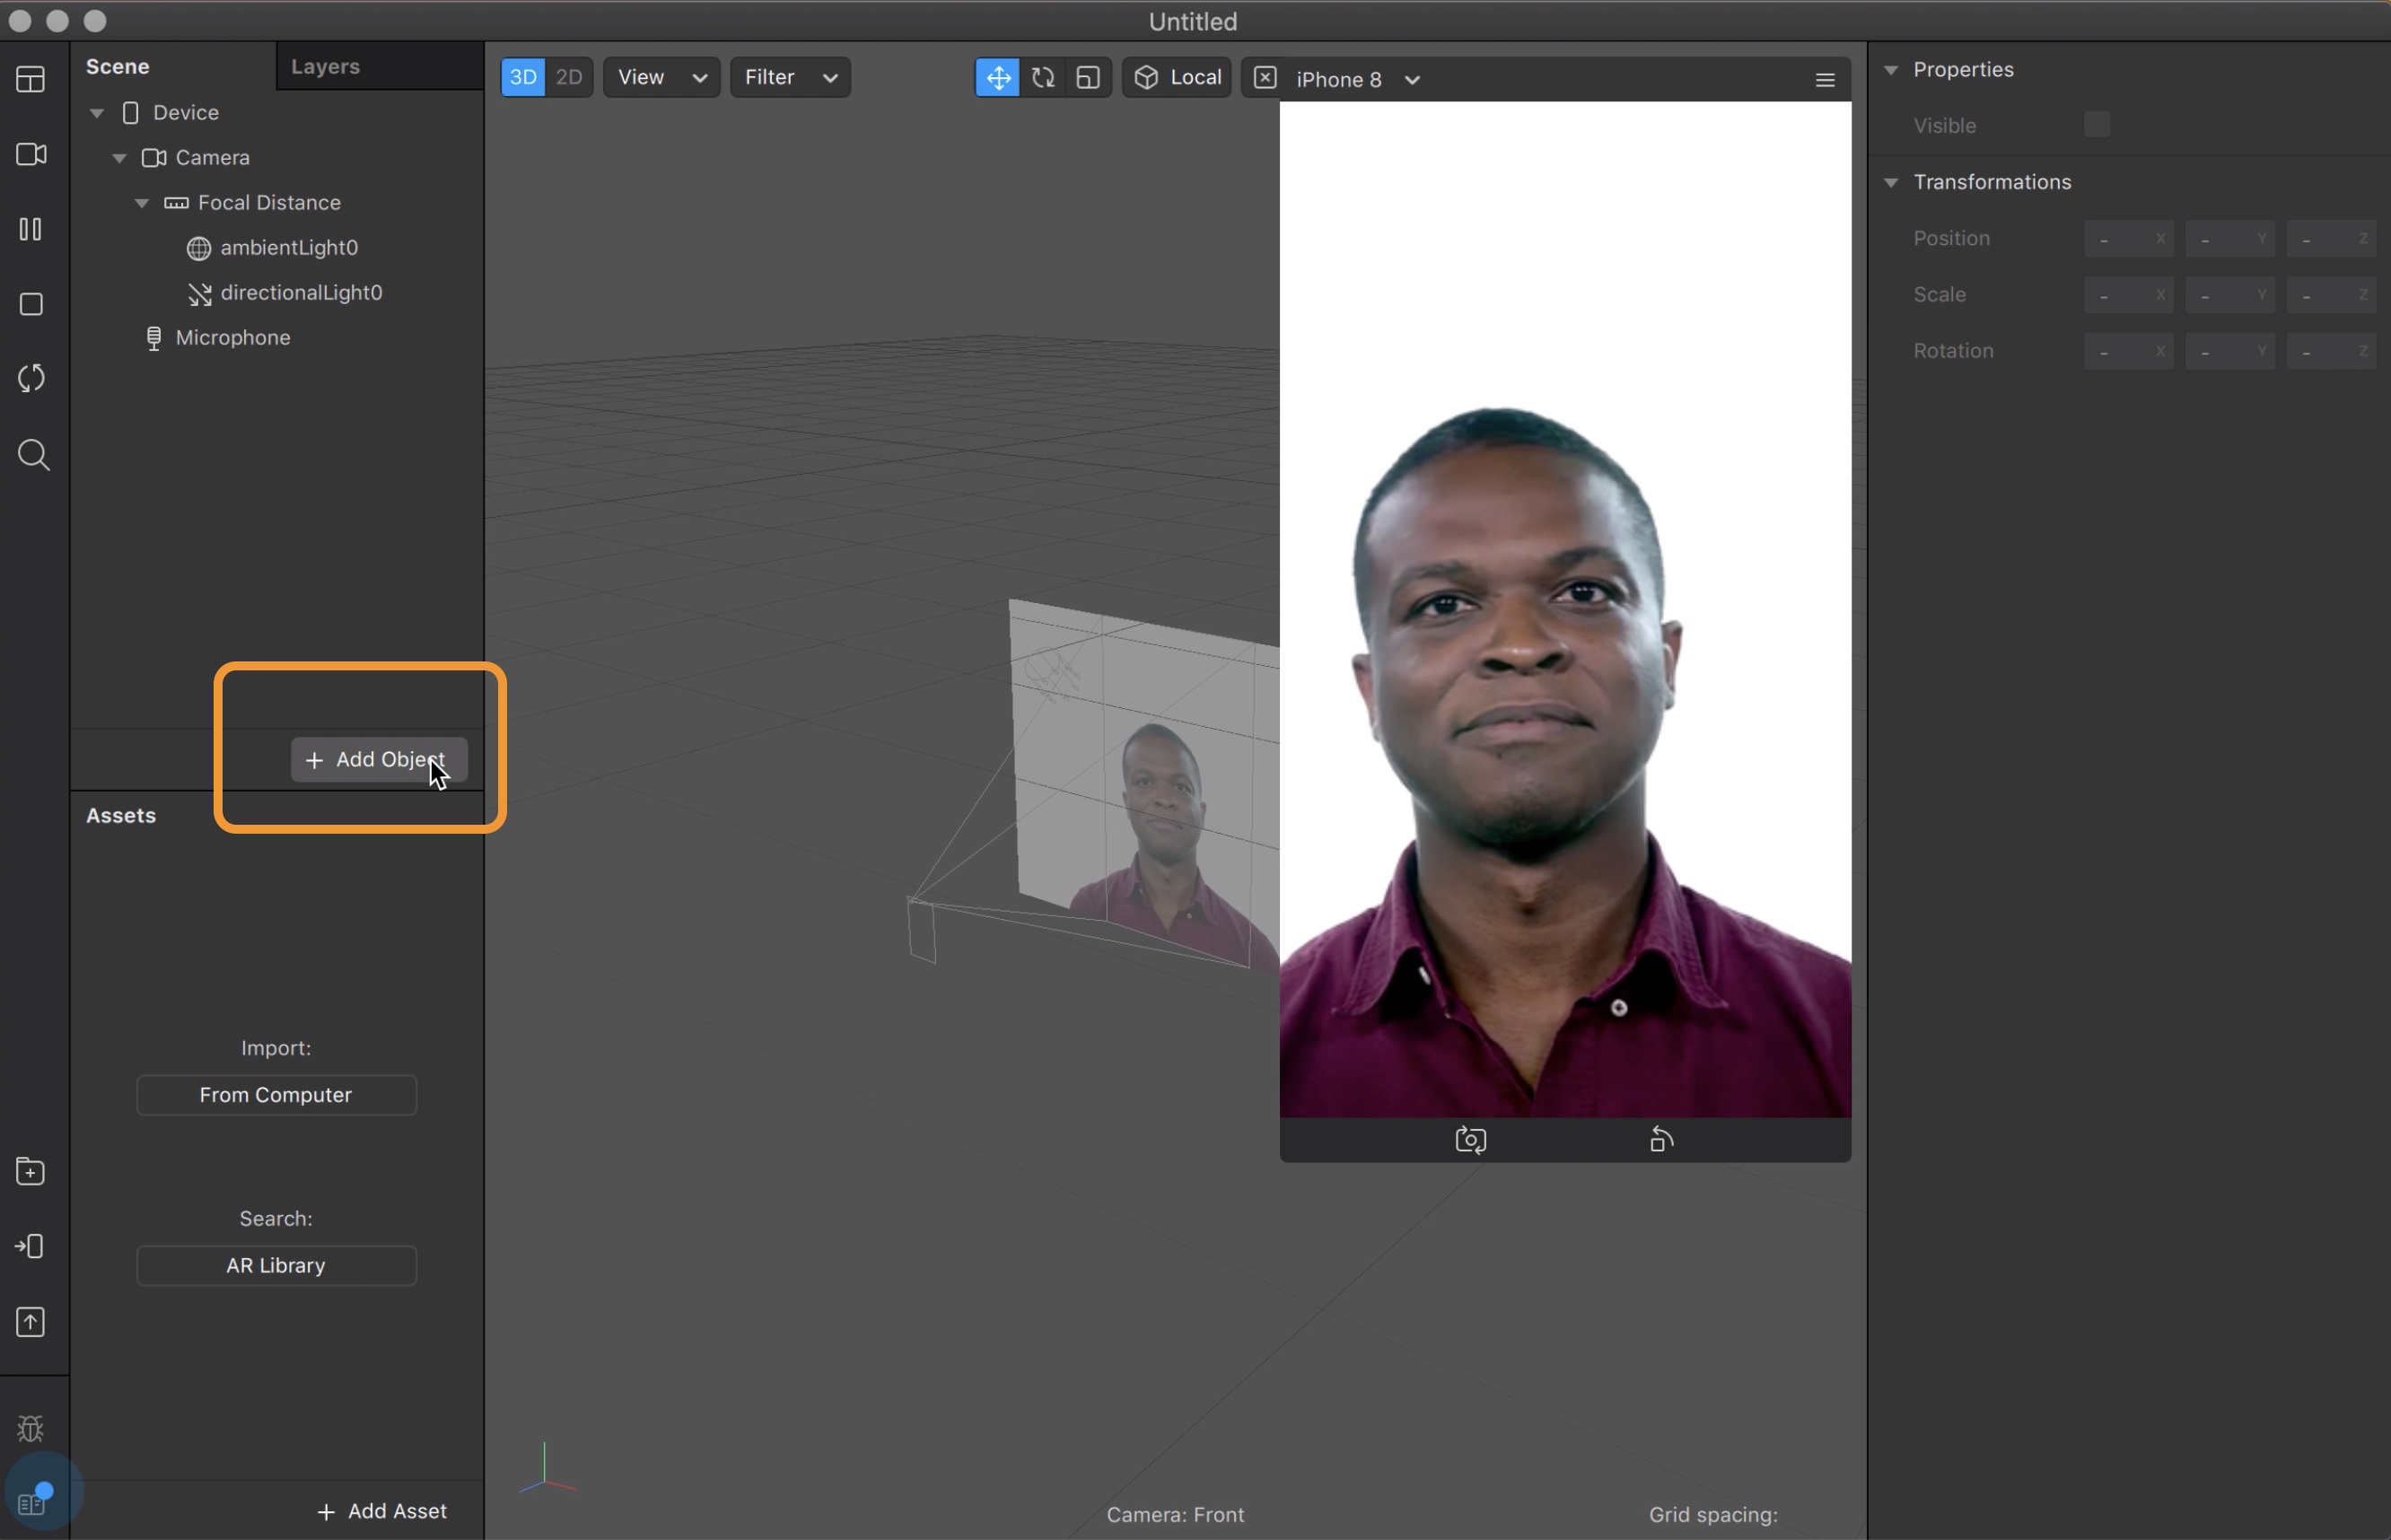 Untitled
Scene
Layers
3D 2D
View
Filter
Local
iPhone 8
Device
Camera
Focal Distance
ambientLight0
directionalLight0
Microphone
+ Add Object
Assets
Import:
From Computer
Search:
AR Library
+ Add Asset
Camera: Front
Grid spacing:
Properties
Visible
Transformations
Position - X - Y - Z
Scale - X - Y - Z
Rotation - X - Y - Z